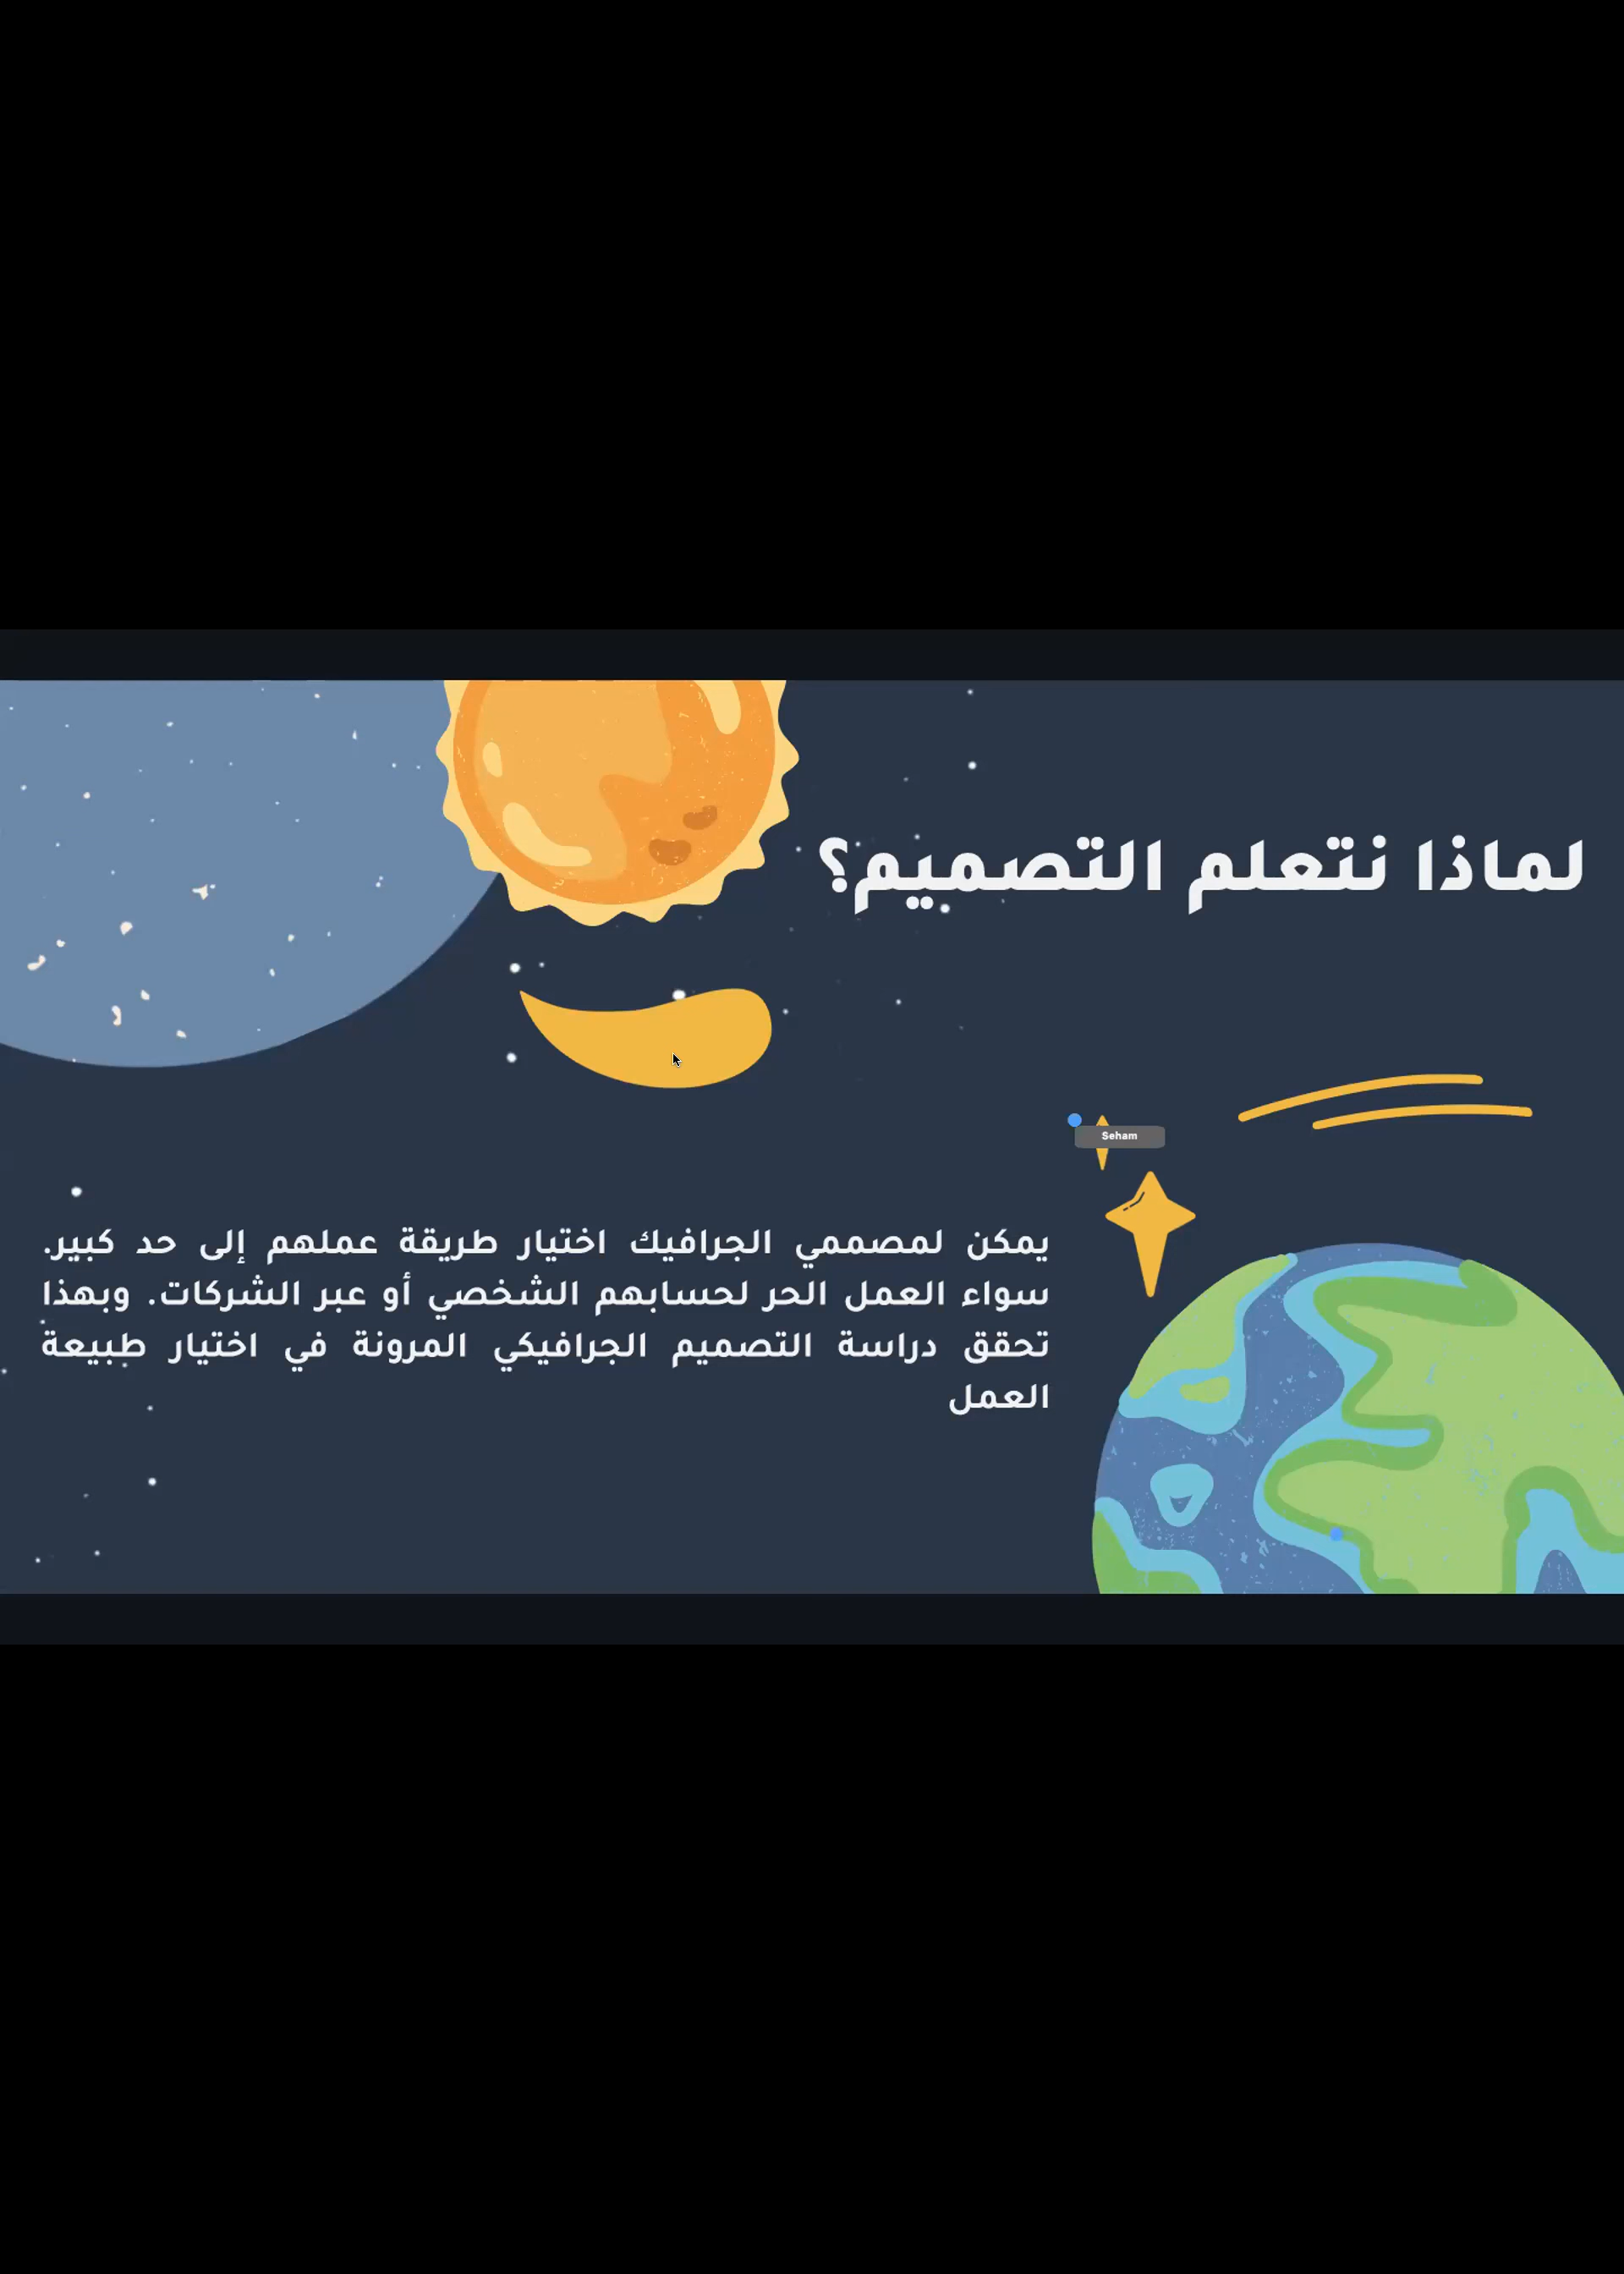 لماذا نتعلم التصميم؟
Seham
يمكن لمصممي الجرافيك اختيار طريقة عملهم إلى حد كبير.
سواء العمل الحر لحسابهم الشخصي أو عبر الشركات. وبهذا
تحقق دراسة التصميم الجرافيكي المرونة في اختيار طبيعة
العمل